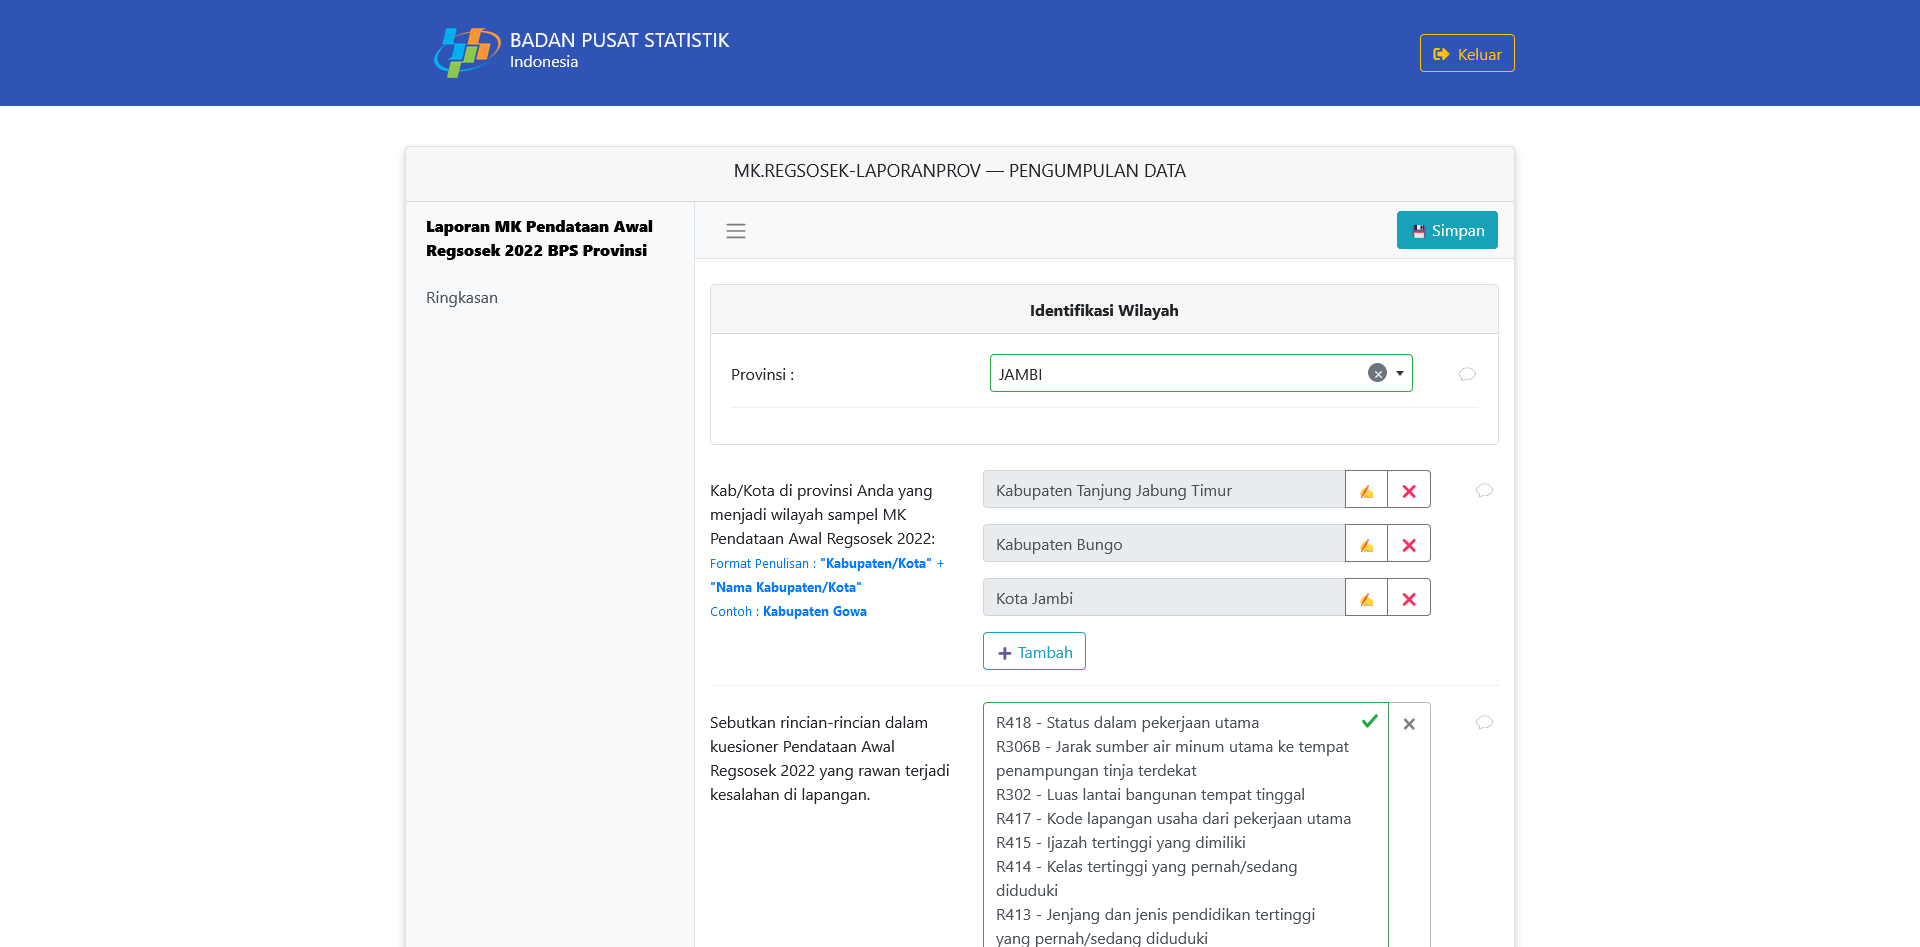 BADAN PUSAT STATISTIK
Indonesia
Keluar
MK.REGSOSEK-LAPORANPROV — PENGUMPULAN DATA
Laporan MK Pendataan Awal
Regsosek 2022 BPS Provinsi
Ringkasan
Simpan
Identifikasi Wilayah
Provinsi :
JAMBI
Kab/Kota di provinsi Anda yang
menjadi wilayah sampel MK
Pendataan Awal Regsosek 2022:
Format Penulisan : "Kabupaten/Kota" +
"Nama Kabupaten/Kota"
Contoh : Kabupaten Gowa
Kabupaten Tanjung Jabung Timur
Kabupaten Bungo
Kota Jambi
Tambah
Sebutkan rincian-rincian dalam
kuesioner Pendataan Awal
Regsosek 2022 yang rawan terjadi
kesalahan di lapangan.
R418 - Status dalam pekerjaan utama
R306B - Jarak sumber air minum utama ke tempat
penampungan tinja terdekat
R302 - Luas lantai bangunan tempat tinggal
R417 - Kode lapangan usaha dari pekerjaan utama
R415 - Ijazah tertinggi yang dimiliki
R414 - Kelas tertinggi yang pernah/sedang
diduduki
R413 - Jenjang dan jenis pendidikan tertinggi
yang pernah/sedang diduduki